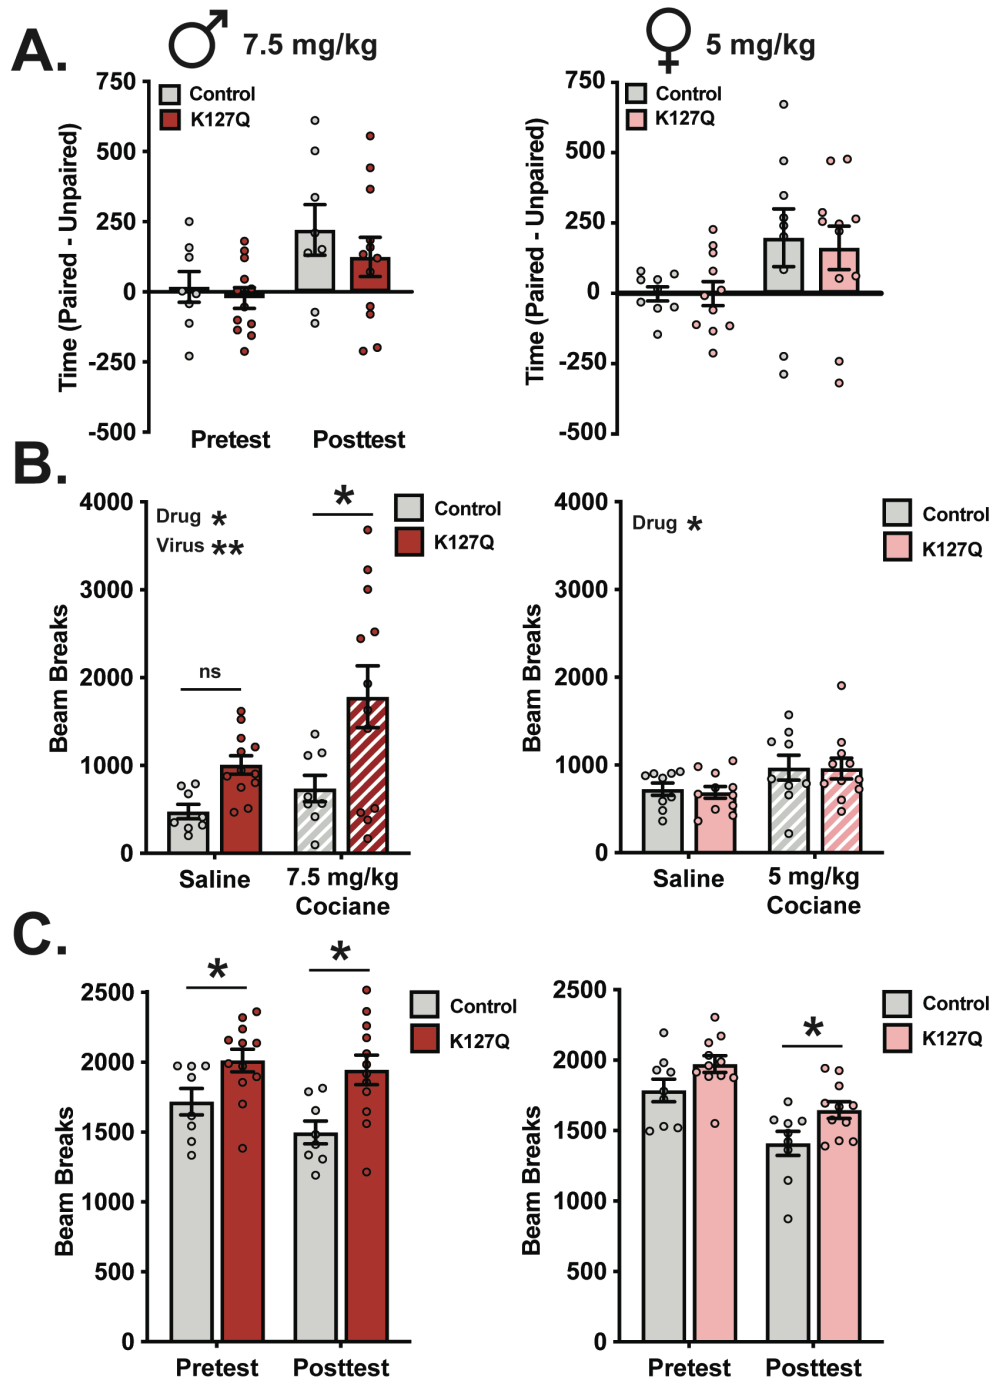 A.
7.5 mg/kg
5 mg/kg
Time (Paired - Unpaired)
750
500
250
0
-250
-500
Control
K127Q
Pretest
Posttest
Time (Paired - Unpaired)
750
500
250
0
-250
-500
Control
K127Q
B.
Beam Breaks
4000
3000
2000
1000
0
Drug *
Virus **
ns
*
Control
K127Q
Saline
7.5 mg/kg
Cociane
Beam Breaks
4000
3000
2000
1000
0
Drug *
Control
K127Q
Saline
5 mg/kg
Cociane
C.
Beam Breaks
2500
2000
1500
1000
500
0
*
*
Control
K127Q
Pretest
Posttest
Beam Breaks
2500
2000
1500
1000
500
0
*
Control
K127Q
Pretest
Posttest